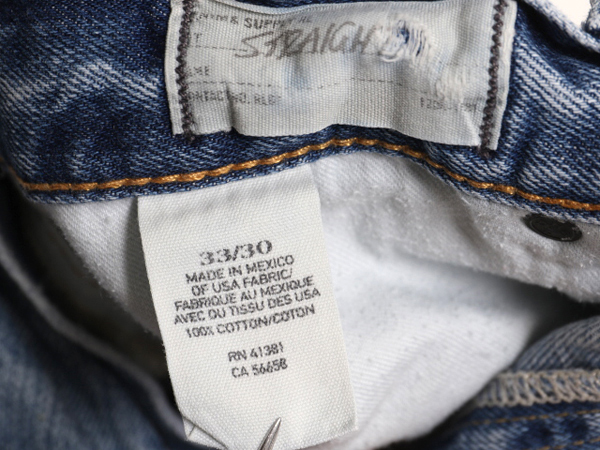 & SUPPLY
STRAIGHT
33/30
MADE IN MEXICO
OF USA FABRIC/
FABRIQUE AU MEXIQUE
AVEC DU TISSU DES USA
100% COTTON/COTON
RN 41381
CA 56658